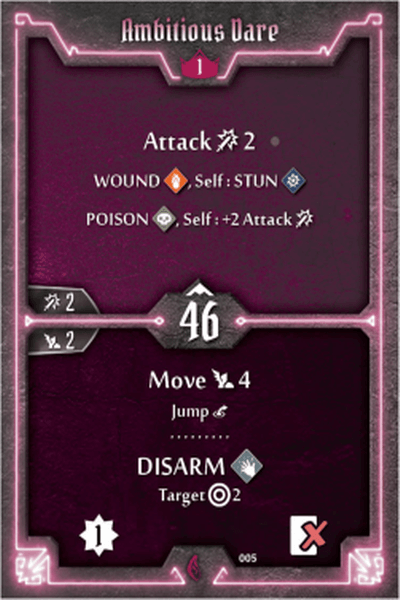 Ambitious Dare
1
Attack 2
WOUND , Self : STUN
POISON , Self : +2 Attack
2
46
2
Move 4
Jump
DISARM
Target 2
1
005